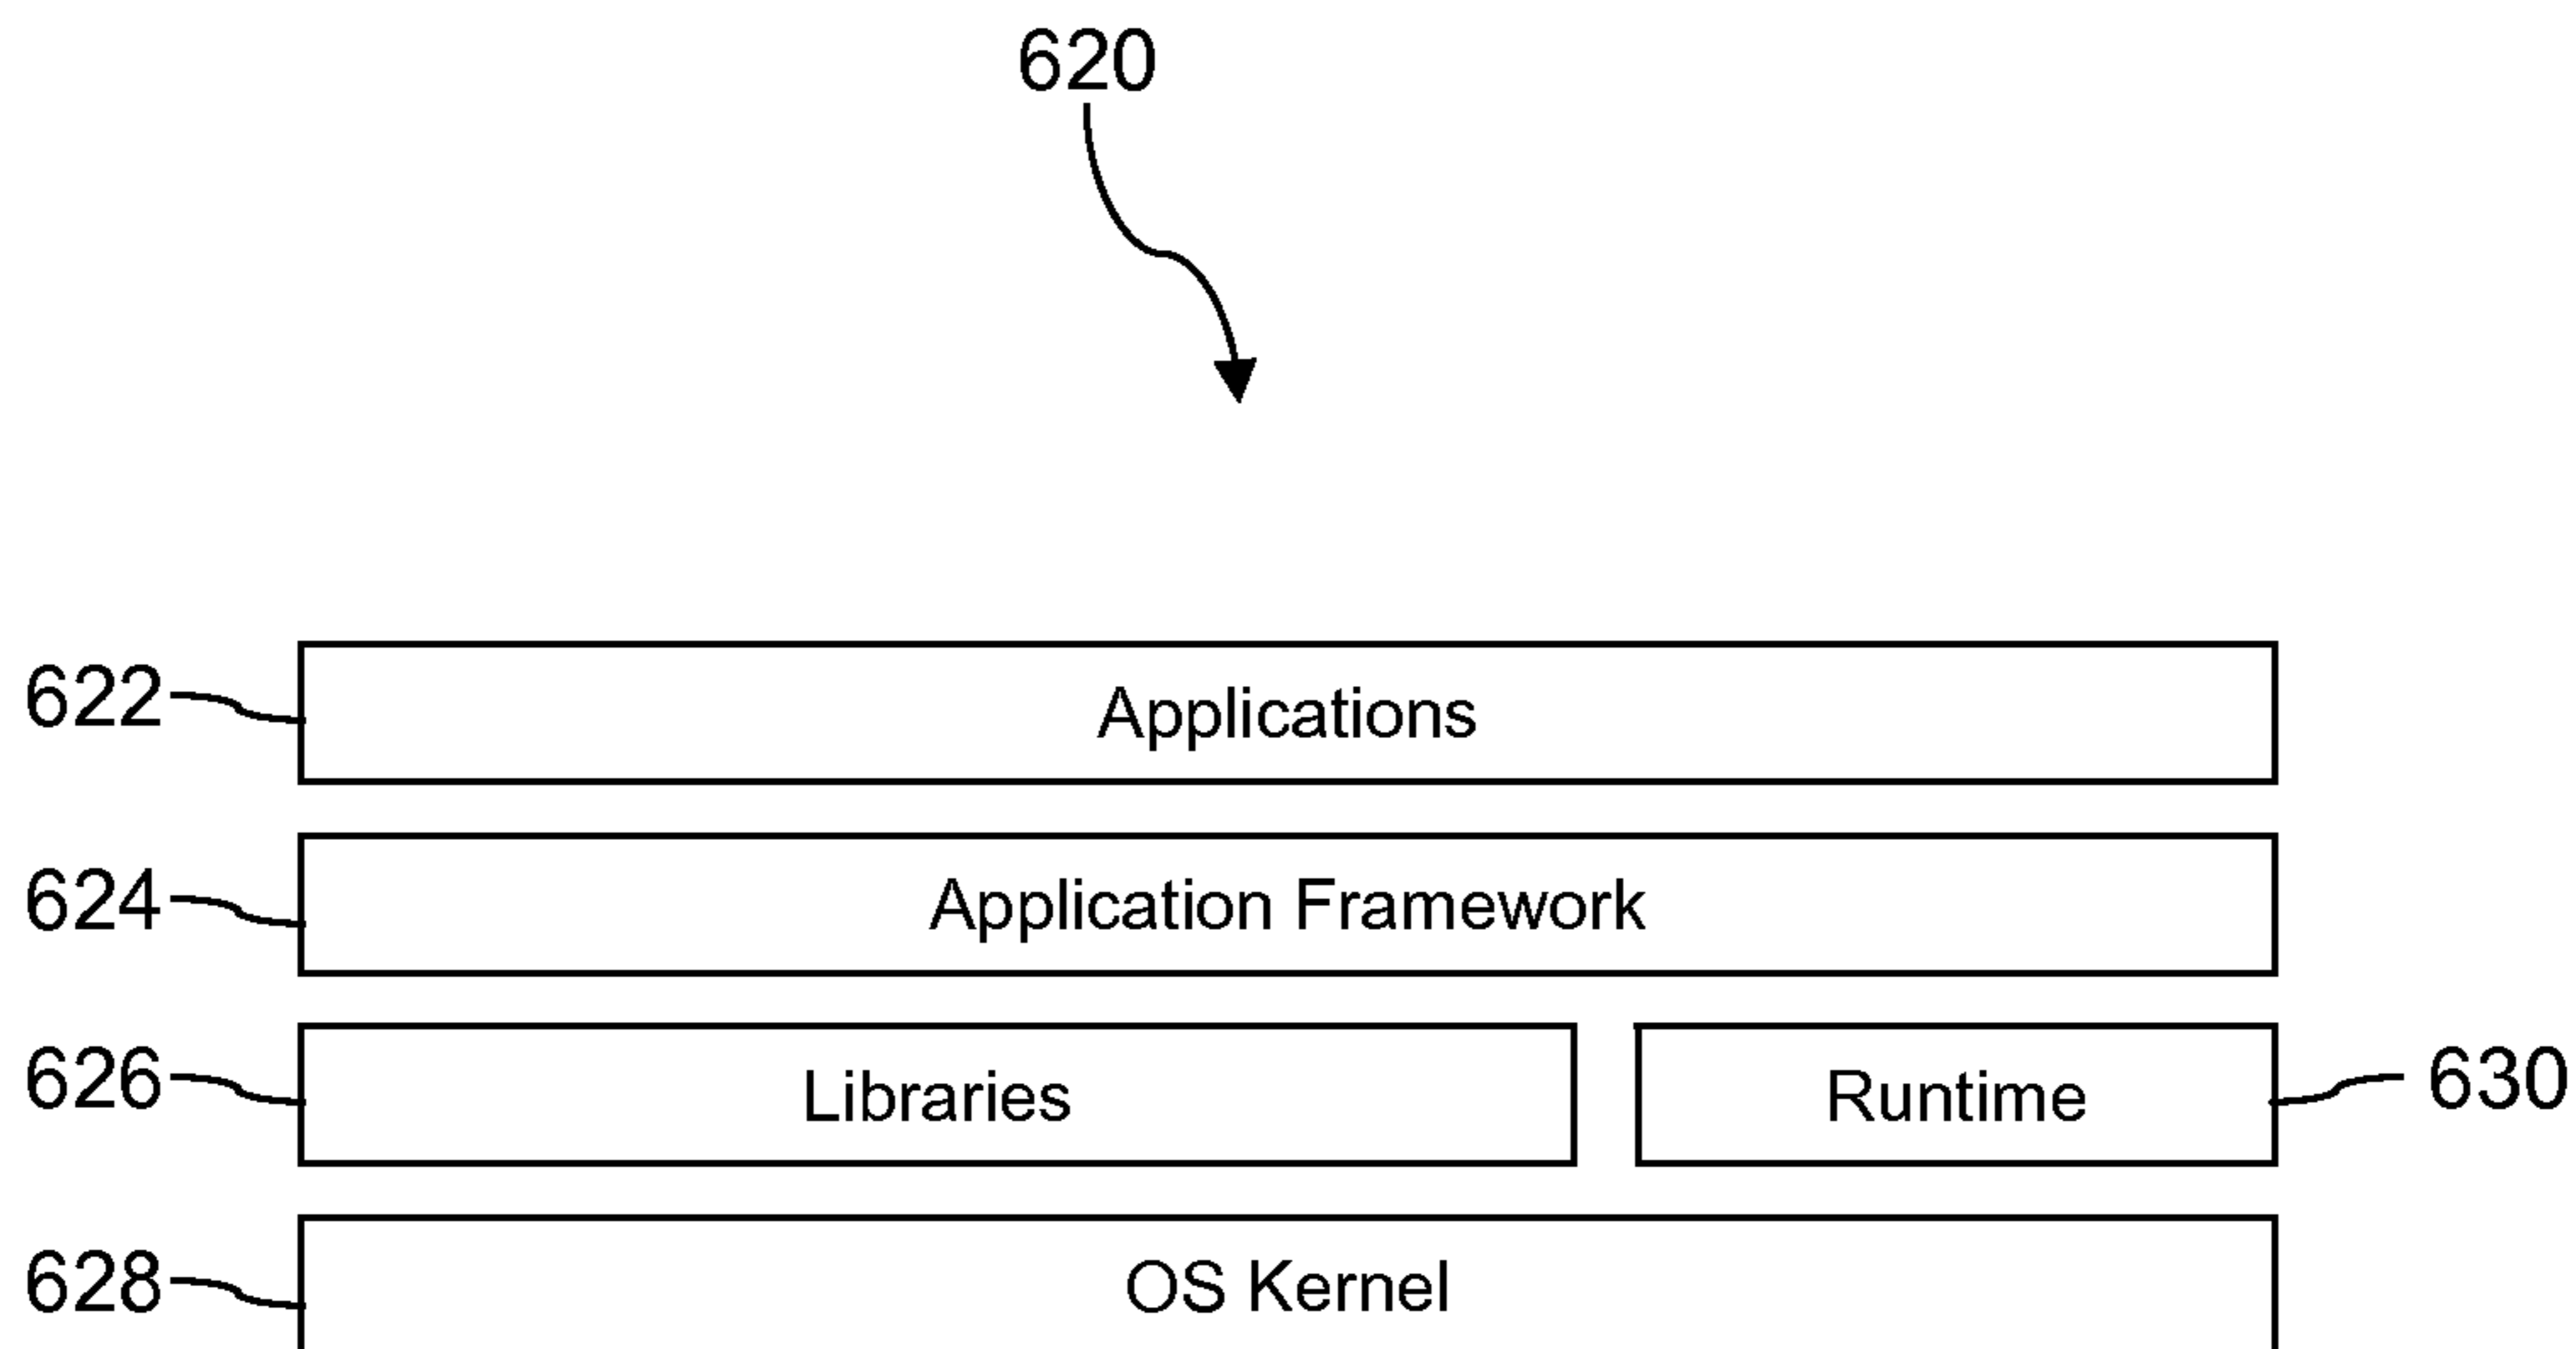 620
622 Applications
624 Application Framework
626 Libraries Runtime 630
628 OS Kernel